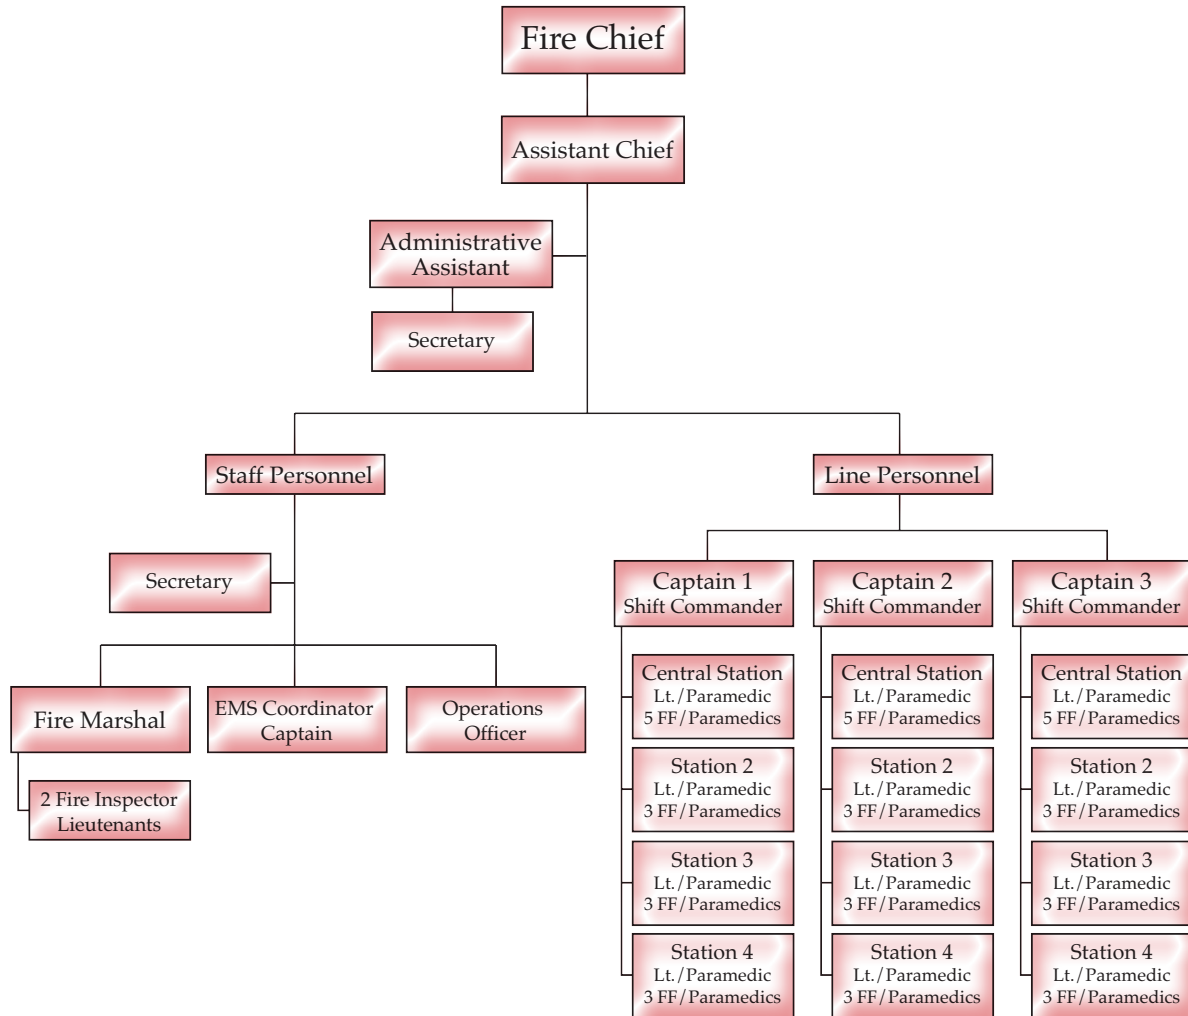 Fire Chief
Assistant Chief
Administrative
Assistant
Secretary
Staff Personnel
Line Personnel
Secretary
Fire Marshal
2 Fire Inspector
Lieutenants
EMS Coordinator
Captain
Operations
Officer
Captain 1
Shift Commander
Central Station
Lt./Paramedic
5 FF/Paramedics
Station 2
Lt./Paramedic
3 FF/Paramedics
Station 3
Lt./Paramedic
3 FF/Paramedics
Station 4
Lt./Paramedic
3 FF/Paramedics
Captain 2
Shift Commander
Central Station
Lt./Paramedic
5 FF/Paramedics
Station 2
Lt./Paramedic
3 FF/Paramedics
Station 3
Lt./Paramedic
3 FF/Paramedics
Station 4
Lt./Paramedic
3 FF/Paramedics
Captain 3
Shift Commander
Central Station
Lt./Paramedic
5 FF/Paramedics
Station 2
Lt./Paramedic
3 FF/Paramedics
Station 3
Lt./Paramedic
3 FF/Paramedics
Station 4
Lt./Paramedic
3 FF/Paramedics